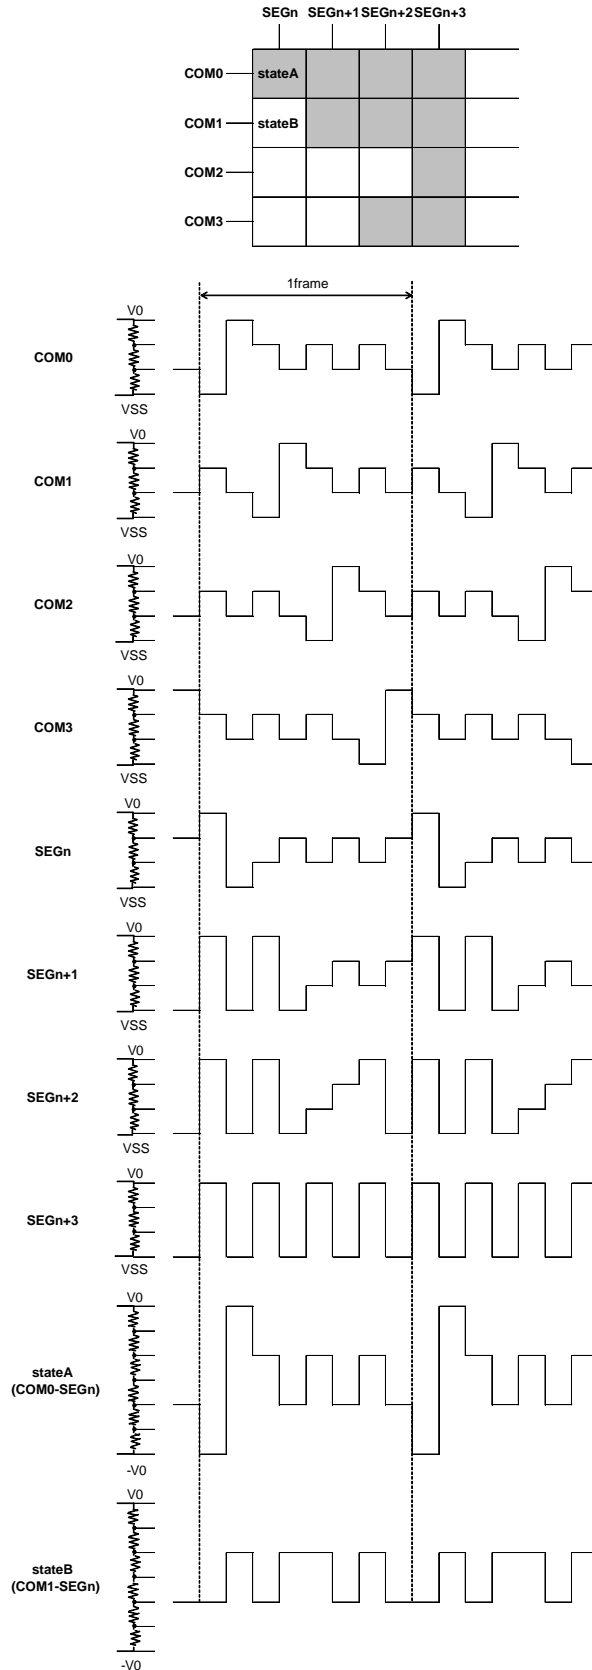 SEGn SEGn+1 SEGn+2 SEGn+3
COM0 stateA
COM1 stateB
COM2
COM3
1frame
V0
COM0
VSS
V0
COM1
VSS
V0
COM2
VSS
V0
COM3
VSS
V0
SEGn
VSS
V0
SEGn+1
VSS
V0
SEGn+2
VSS
V0
SEGn+3
VSS
V0
stateA
(COM0-SEGn)
-V0
V0
stateB
(COM1-SEGn)
-V0